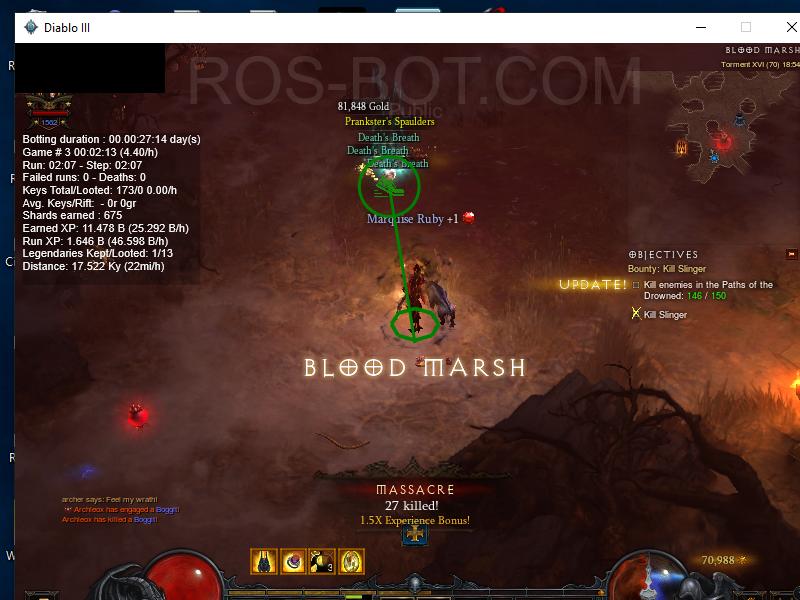 Diablo III
BLOOD MARSH
Torment XVI (70) 18:54
ROS-BOT.COM
Public
1562
81,848 Gold
Prankster's Spaulders
Death's Breath
Death's Breath
Death's Breath
Marquise Ruby +1
Botting duration : 00.00:27:14 day(s)
Game # 3 00:02:13 (4.40/h)
Run: 02:07 - Step: 02:07
Failed runs: 0 - Deaths: 0
Keys Total/Looted: 173/0 0.00/h
Avg. Keys/Rift: - 0r 0gr
Shards earned : 675
Earned XP: 11.478 B (25.292 B/h)
Run XP: 1.646 B (46.598 B/h)
Legendaries Kept/Looted: 1/13
Distance: 17.522 Ky (22mi/h)
OBJECTIVES
Bounty: Kill Slinger
UPDATE!
Kill enemies in the Paths of the
Drowned: 146 / 150
Kill Slinger
BLOOD MARSH
MASSACRE
27 killed!
1.5X Experience Bonus!
archer says: Feel my wrath!
Archleox has engaged a Boggit!
Archleox has killed a Boggit!
3
70,988